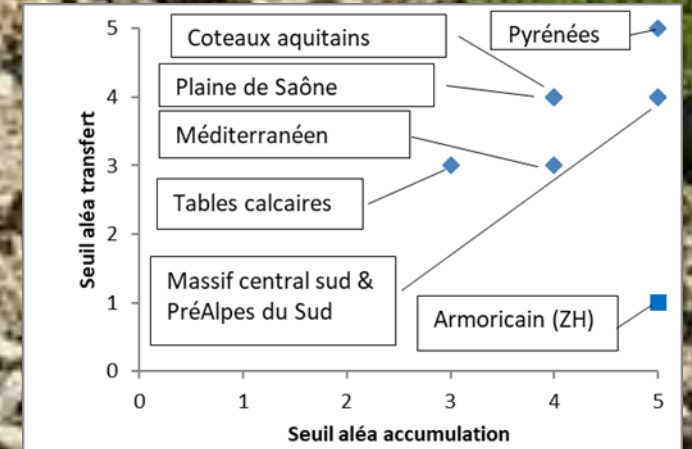 Coteaux aquitains
Pyrénées
Plaine de Saône
Méditerranéen
Tables calcaires
Massif central sud &
PréAlpes du Sud
Armoricain (ZH)
Seuil aléa transfert
5
4
3
2
1
0
0 1 2 3 4 5
Seuil aléa accumulation